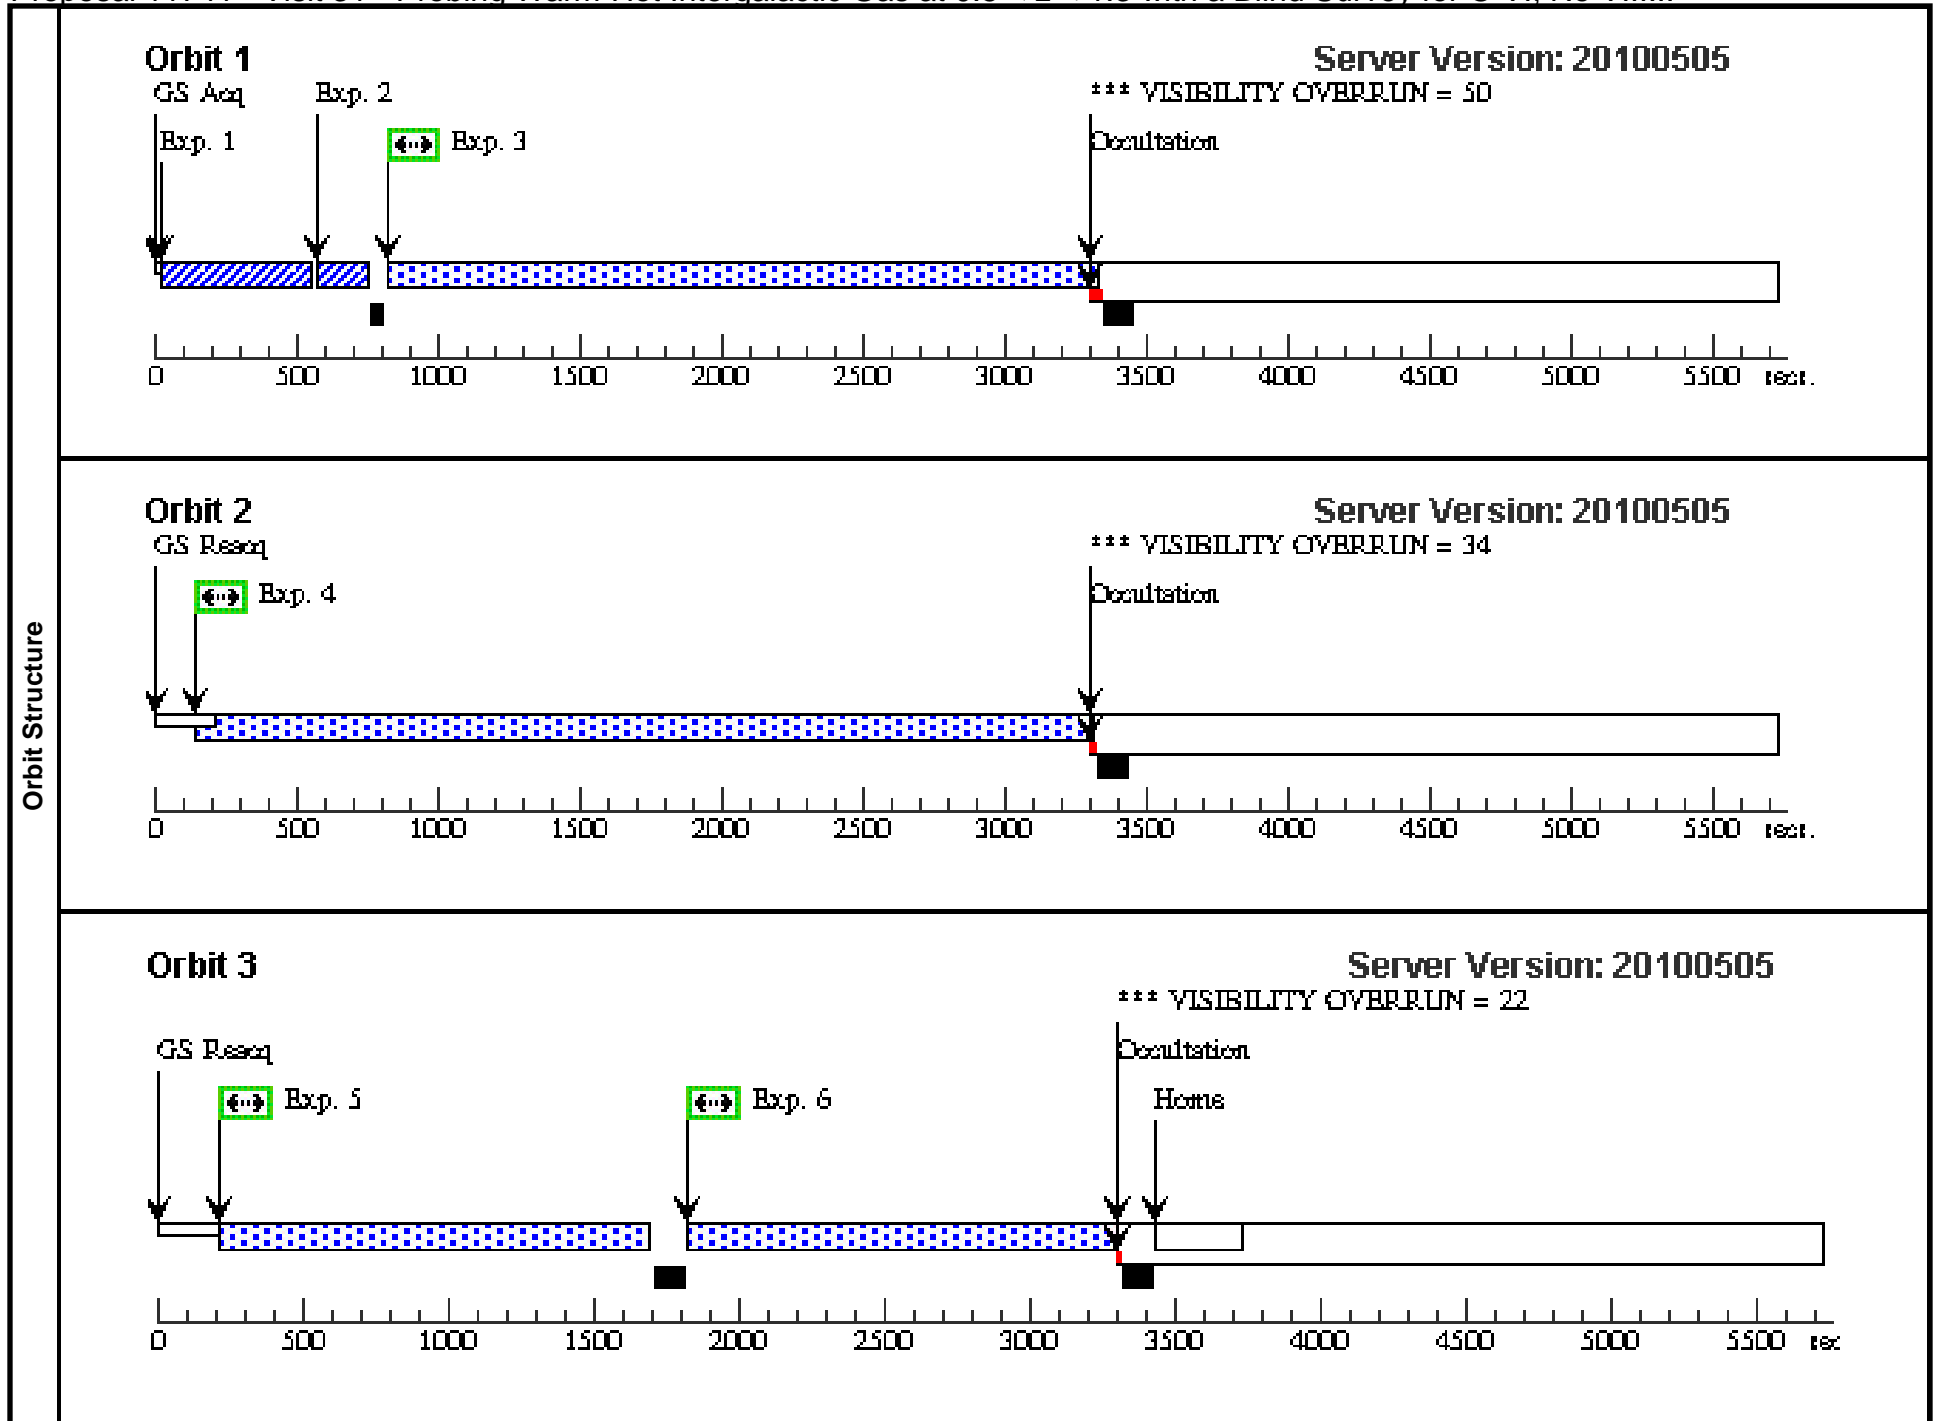 Orbit Structure
Orbit 1
Server Version: 20100505
GS Acq
Exp. 2
*** VISIBILITY OVERRUN = 50
Exp. 1
Exp. 3
Occultation
0 500 1000 1500 2000 2500 3000 3500 4000 4500 5000 5500 secs.
Orbit 2
Server Version: 20100505
GS Reacq
*** VISIBILITY OVERRUN = 34
Exp. 4
Occultation
0 500 1000 1500 2000 2500 3000 3500 4000 4500 5000 5500 secs.
Orbit 3
Server Version: 20100505
*** VISIBILITY OVERRUN = 22
GS Reacq
Occultation
Exp. 5
Exp. 6
Home
0 500 1000 1500 2000 2500 3000 3500 4000 4500 5000 5500 sec